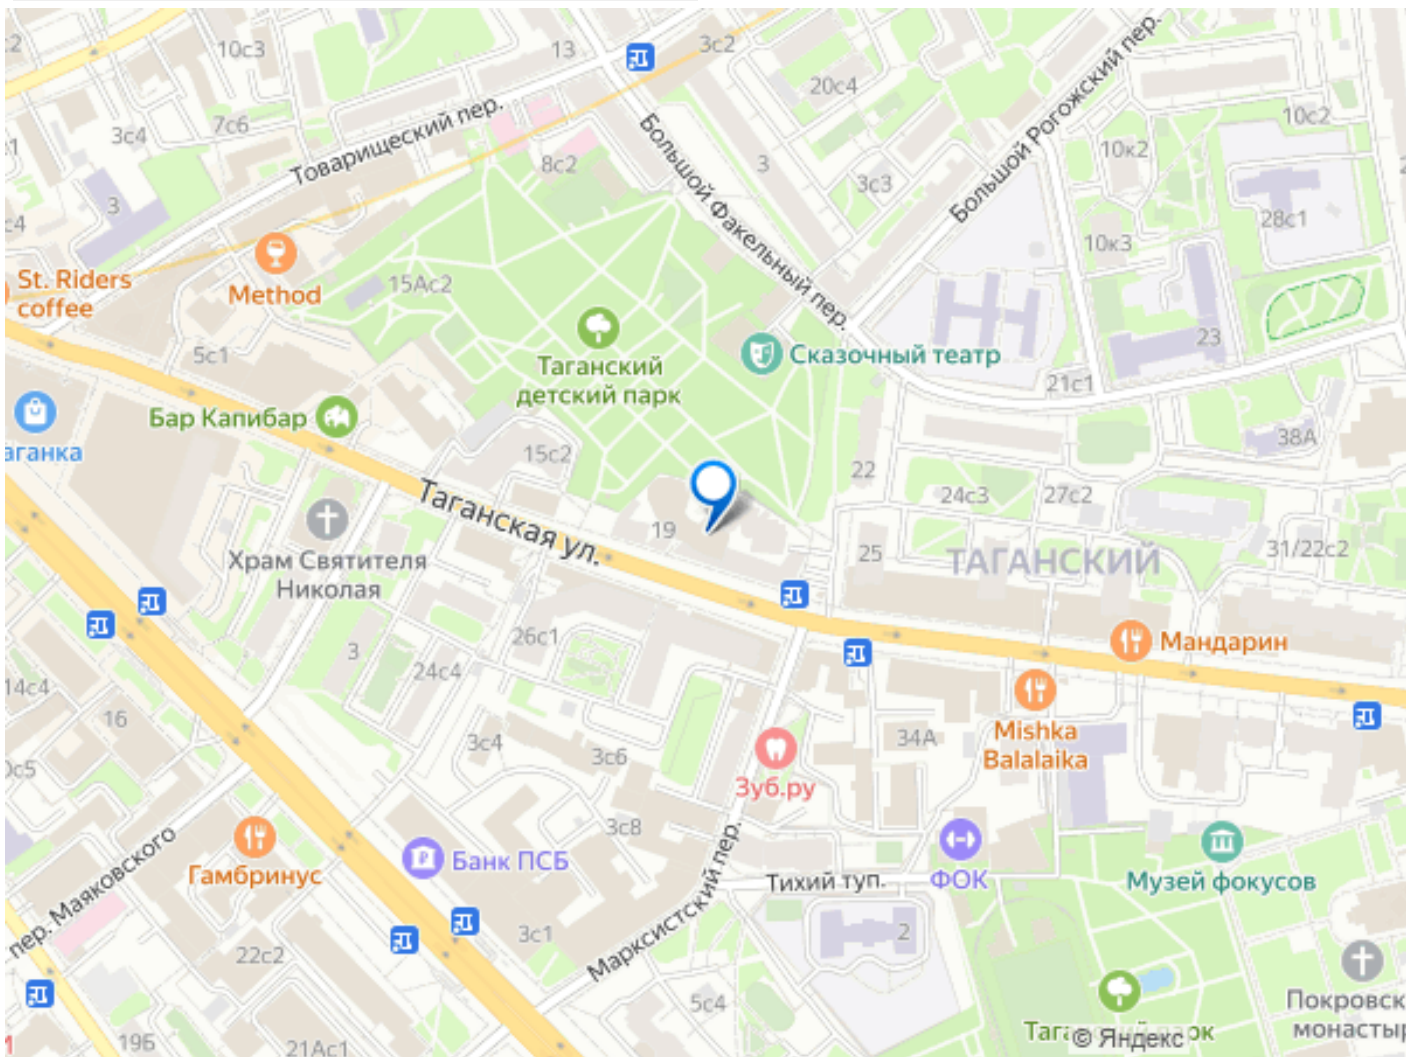 10с3
13
3с2
20с4
Большой Рогожский пер.
10с2
3с4
7с6
Товарищеский пер.
8с2
Большой Факельный пер.
3
3с3
10к2
28с1
3
10к3
St. Riders
coffee
Method
15Ас2
23
5с1
Таганский
детский парк
Сказочный театр
21с1
Бар Капибар
аганка
15с2
22
38А
24с3
27с2
Таганская ул.
19
25
ТАГАНСКИЙ
31/22с2
Храм Святителя
Николая
26с1
Мандарин
3
24с4
14с4
16
3с4
3с6
34А
Mishka
Balalaika
Зуб.ру
3с8
пер. Маяковского
Гамбринус
Банк ПСБ
Марксистский пер.
Тихий туп.
ФОК
Музей фокусов
22с2
3с1
2
5с4
Покровск
монастыр
19Б
21Ас1
© Яндекс